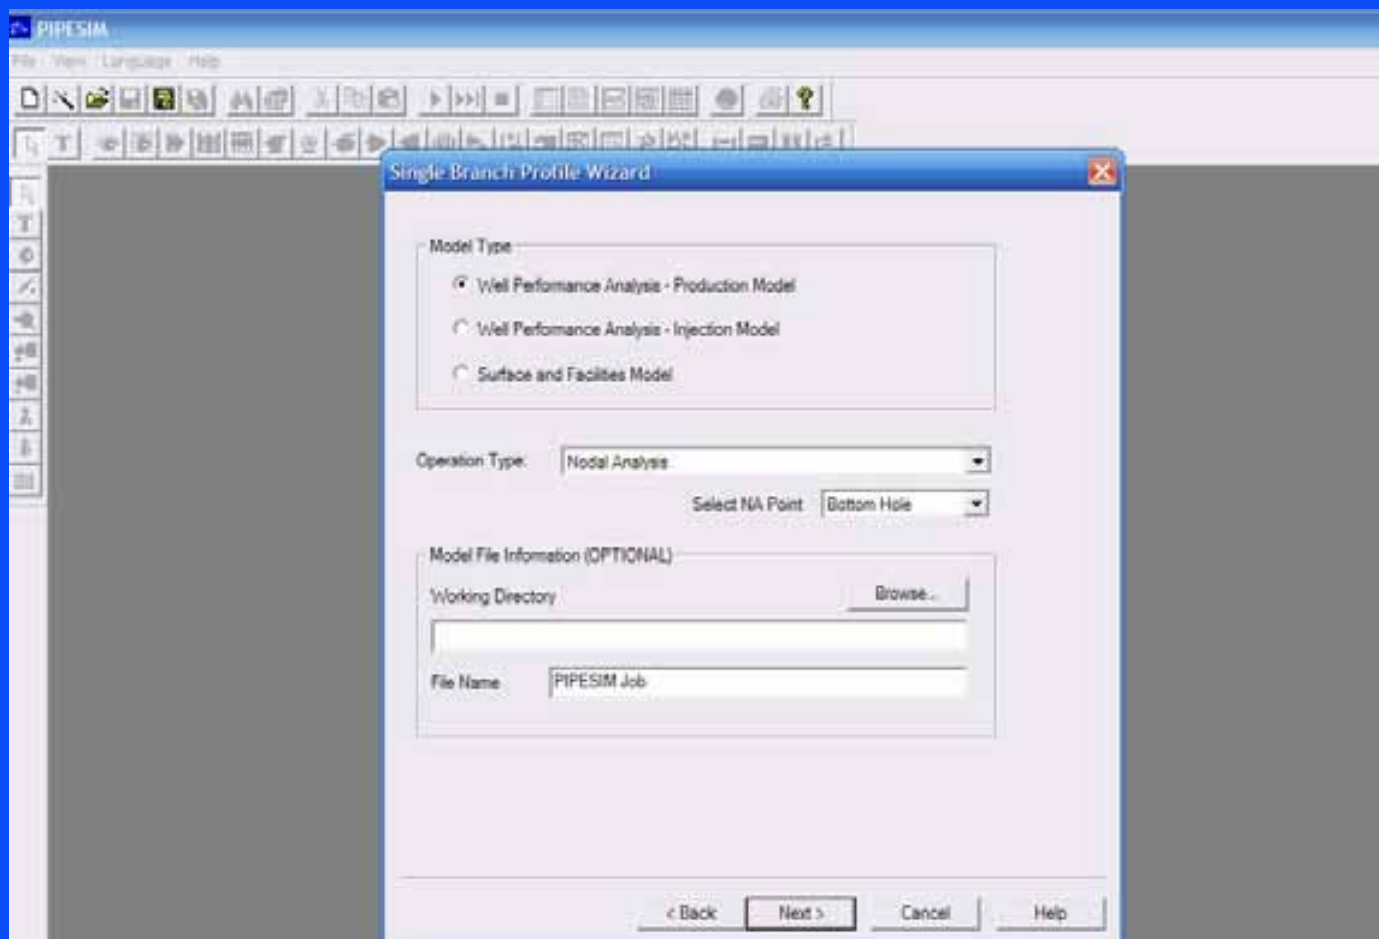 PIPESIM
File View Language Help
T
Single Branch Profile Wizard
T
Model Type
Well Performance Analysis - Production Model
Well Performance Analysis - Injection Model
Surface and Facilities Model
Operation Type: Nodal Analysis
Select NA Point Bottom Hole
Model File Information (OPTIONAL)
Working Directory Browse...
File Name PIPESIM Job
< Back Next > Cancel Help